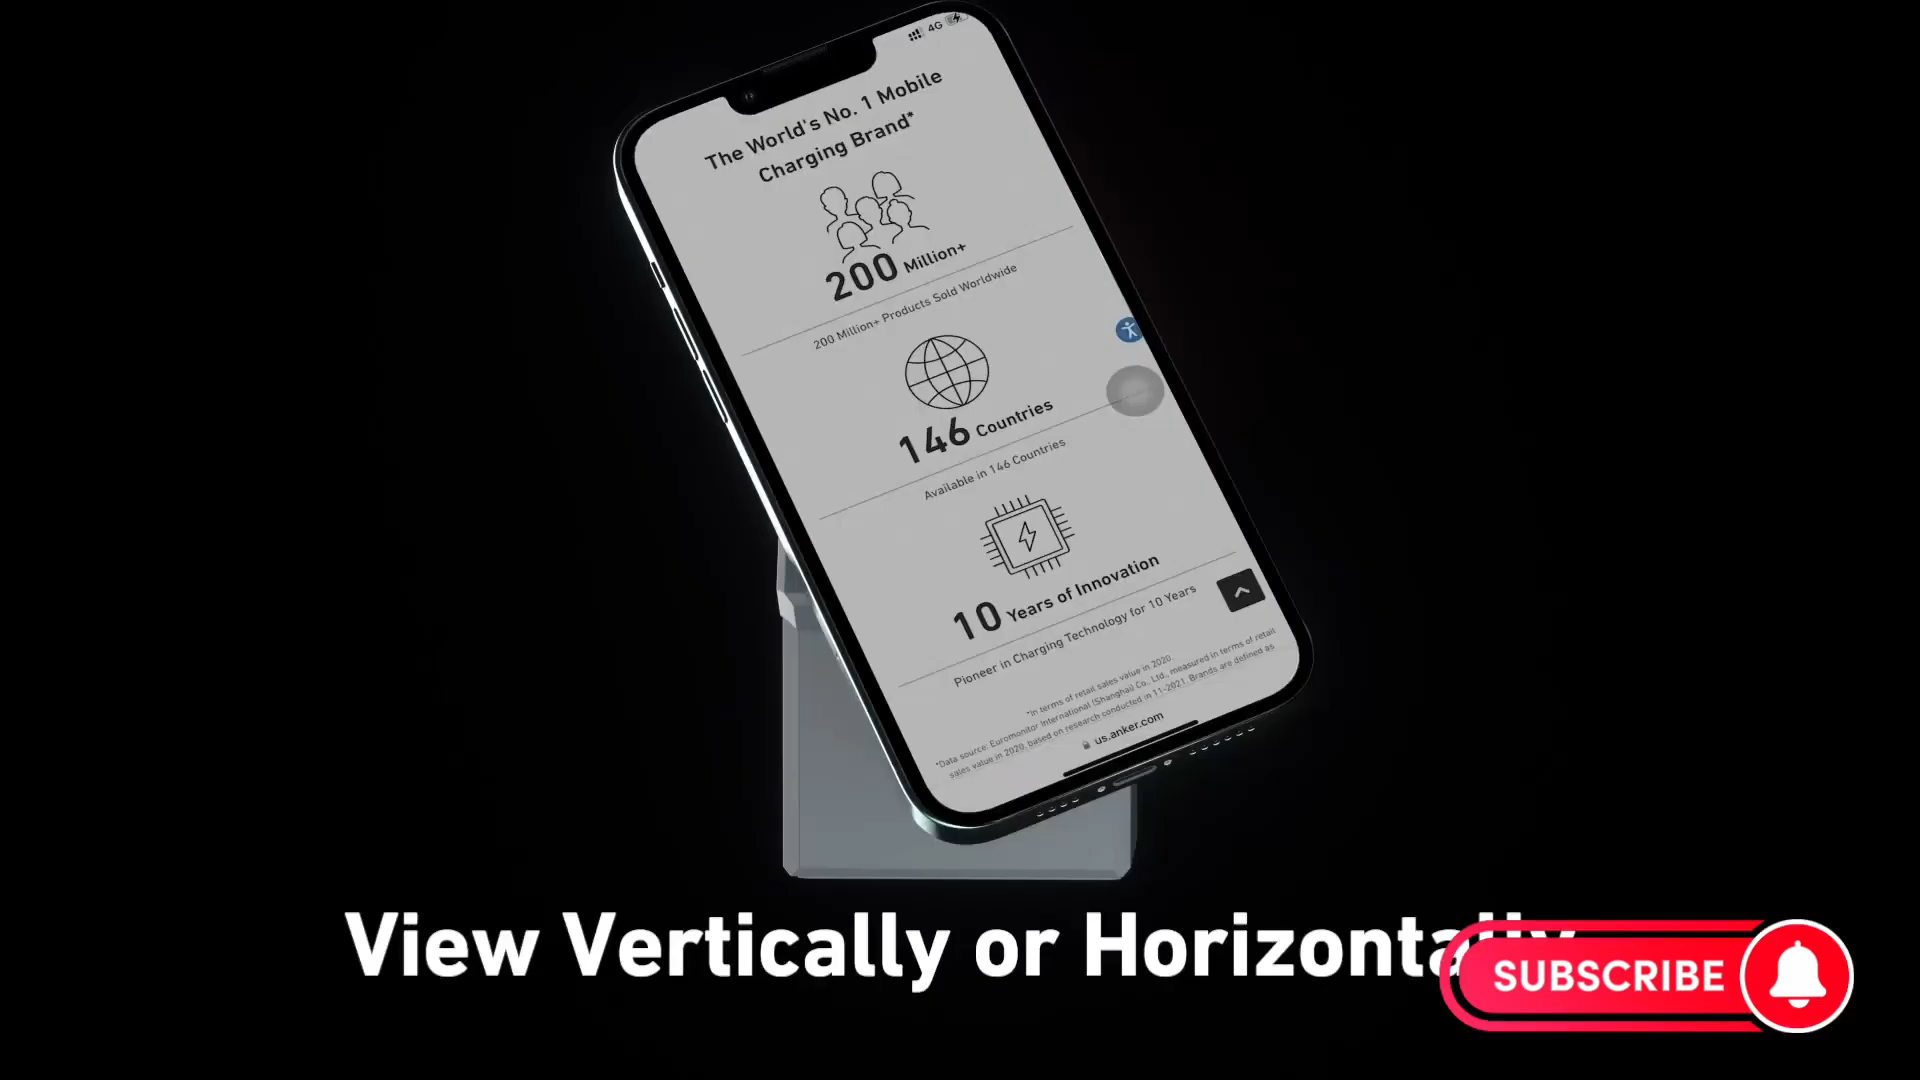 4G
The World's No. 1 Mobile
Charging Brand*
200 Million+
200 Million+ Products Sold Worldwide
146 Countries
Available in 146 Countries
10 Years of Innovation
Pioneer in Charging Technology for 10 Years
*In terms of retail sales value in 2020.
*Data source: Euromonitor International (Shanghai) Co., Ltd., measured in terms of retail
sales value in 2020, based on research conducted in 11-2021. Brands are defined as
us.anker.com
View Vertically or Horizontally
SUBSCRIBE